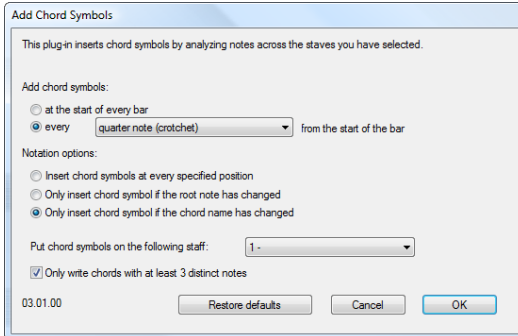 Add Chord Symbols
This plug-in inserts chord symbols by analyzing notes across the staves you have selected.
Add chord symbols:
at the start of every bar
every quarter note (crotchet) from the start of the bar
Notation options:
Insert chord symbols at every specified position
Only insert chord symbol if the root note has changed
Only insert chord symbol if the chord name has changed
Put chord symbols on the following staff: 1 -
Only write chords with at least 3 distinct notes
03.01.00 Restore defaults Cancel OK